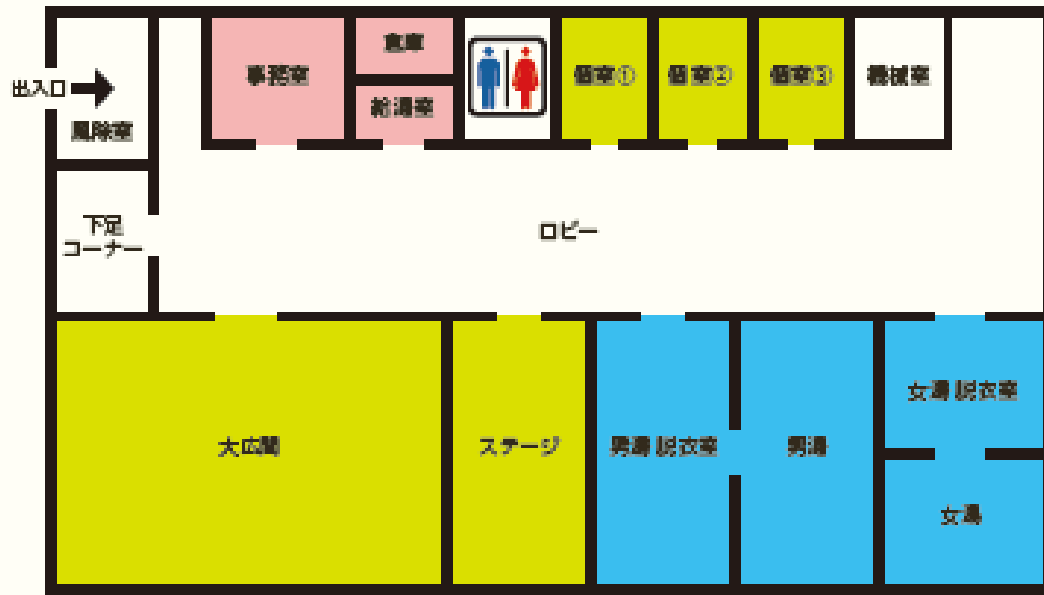 出入口
風除室
事務室
倉庫
給湯室
個室①
個室②
個室③
機械室
下足
コーナー
ロビー
大広間
ステージ
男湯 脱衣室
男湯
女湯 脱衣室
女湯